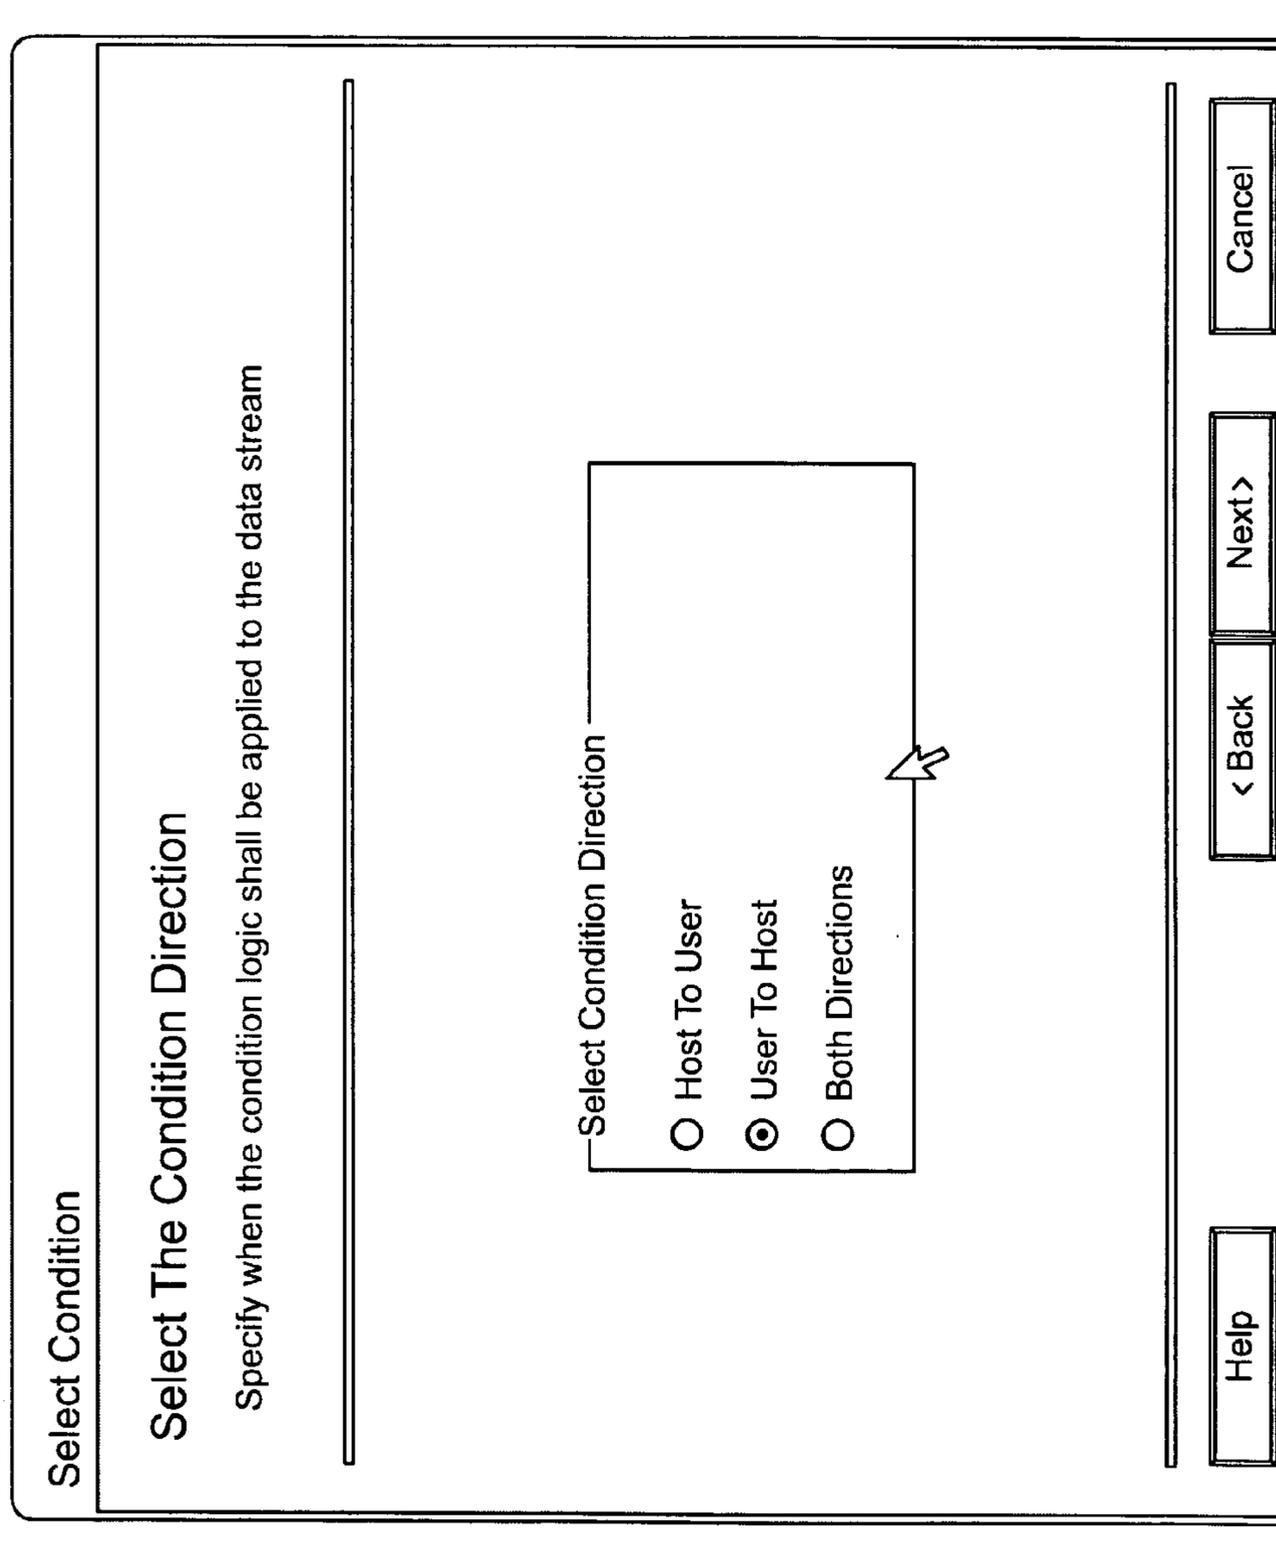 Select Condition
Select The Condition Direction
Specify when the condition logic shall be applied to the data stream
Select Condition Direction
Host To User
User To Host
Both Directions
Help
< Back
Next>
Cancel